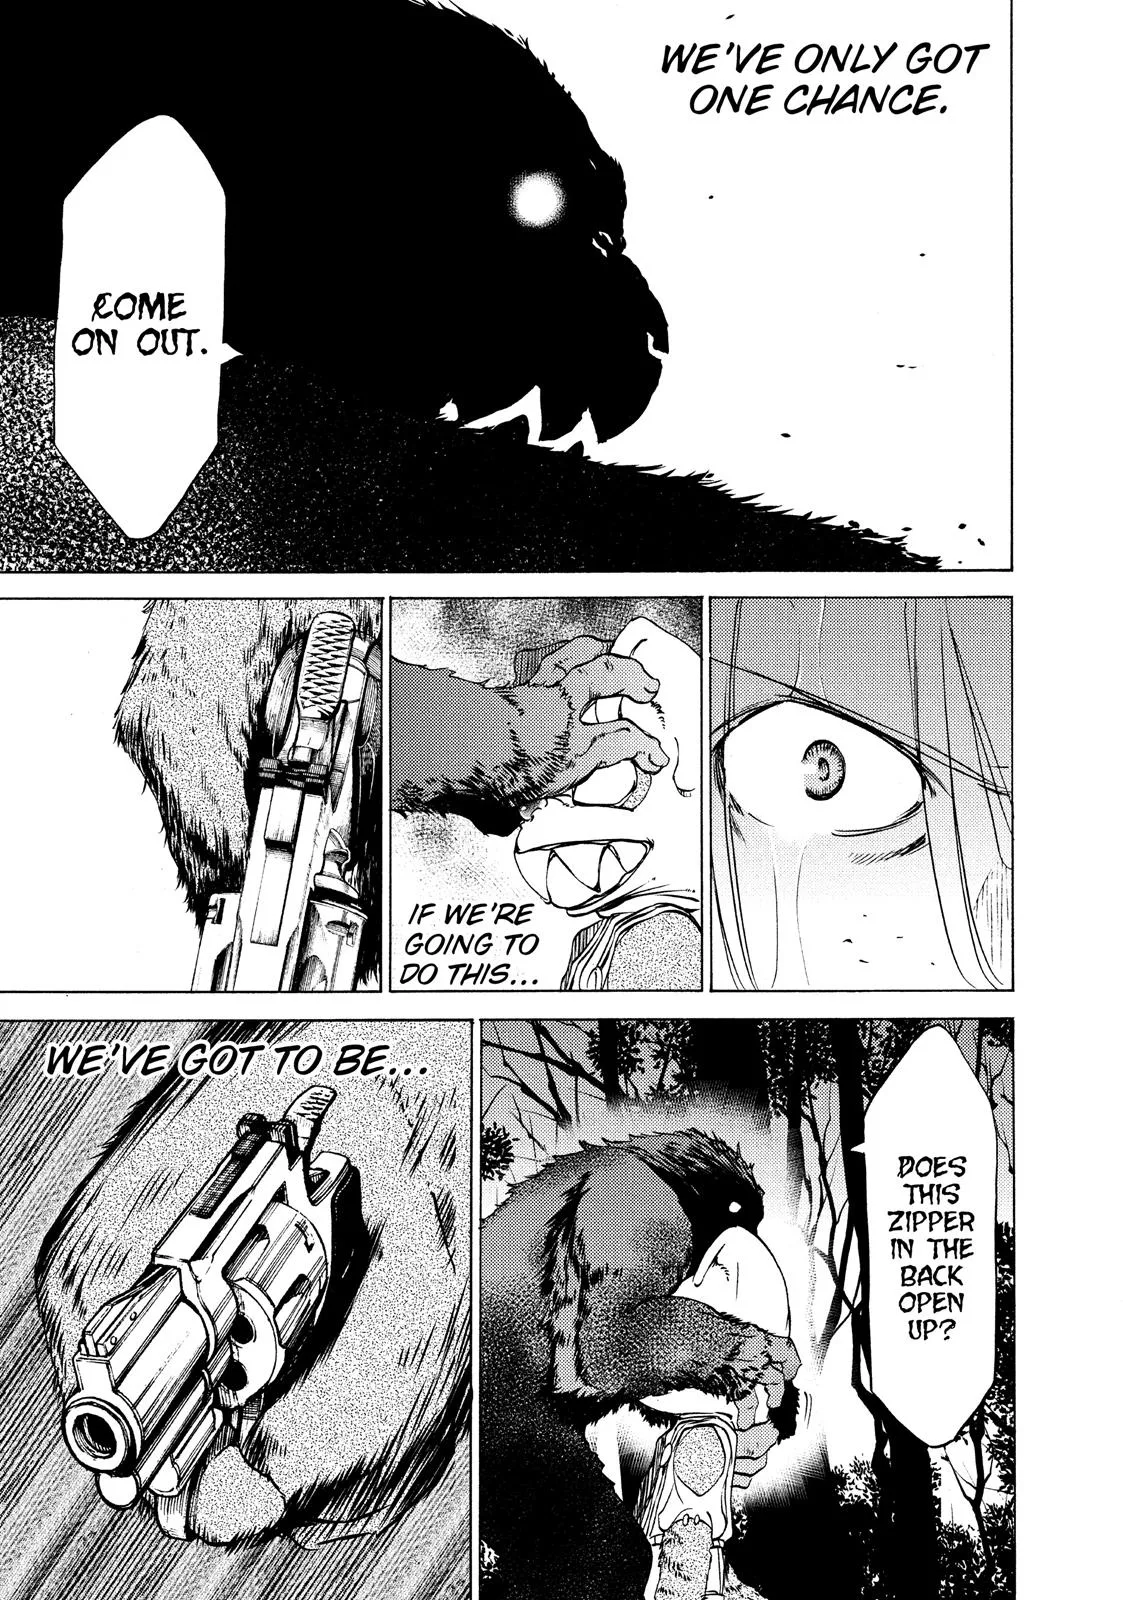 WE'VE ONLY GOT
ONE CHANCE.
COME
ON OUT.
IF WE'RE
GOING TO
DO THIS...
DOES
THIS
ZIPPER
IN THE
BACK
OPEN
UP?
WE'VE GOT TO BE...